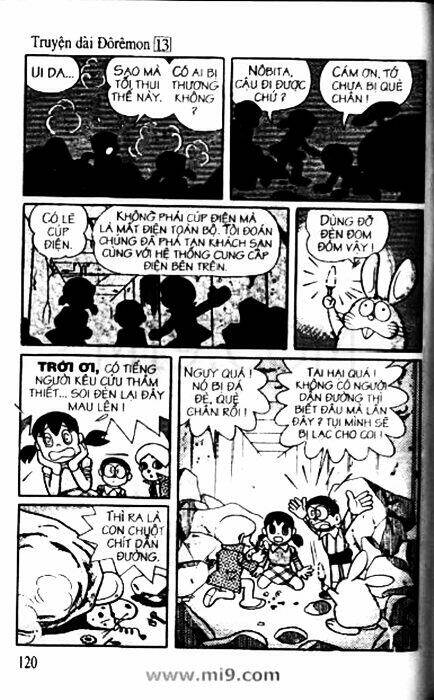 Truyện dài Đôrêmon 13
UI DA...
SAO MÀ
TỐI THUI
THẾ NÀY.
CÓ AI BỊ
THƯƠNG
KHÔNG
?
NÔBITA,
CẬU ĐI ĐƯỢC
CHỨ ?
CÁM ƠN, TỚ
CHƯA BỊ QUÈ
CHÂN !
CÓ LẼ
CÚP
ĐIỆN.
KHÔNG PHẢI CÚP ĐIỆN MÀ
LÀ MẤT ĐIỆN TOÀN BỘ. TÔI ĐOÁN
CHÚNG ĐÃ PHÁ TAN KHÁCH SẠN
CÙNG VỚI HỆ THỐNG CUNG CẤP
ĐIỆN BÊN TRÊN.
DÙNG ĐỠ
ĐÈN ĐOM
ĐÓM VẬY !
TRỜI ƠI, CÓ TIẾNG
NGƯỜI KÊU CỨU THẢM
THIẾT... SOI ĐÈN LẠI ĐÂY
MAU LÊN !
NGUY QUÁ !
NÓ BỊ ĐÁ
ĐÈ, QUÈ
CHÂN RỒI !
TAI HẠI QUÁ !
KHÔNG CÓ NGƯỜI
DẪN ĐƯỜNG THÌ
BIẾT ĐÂU MÀ LẦN
ĐÂY ? TỤI MÌNH SẼ
BỊ LẠC CHO COI !
THÌ RA LÀ
CON CHUỘT
CHÍT DẪN
ĐƯỜNG.
120
www.mi9.com